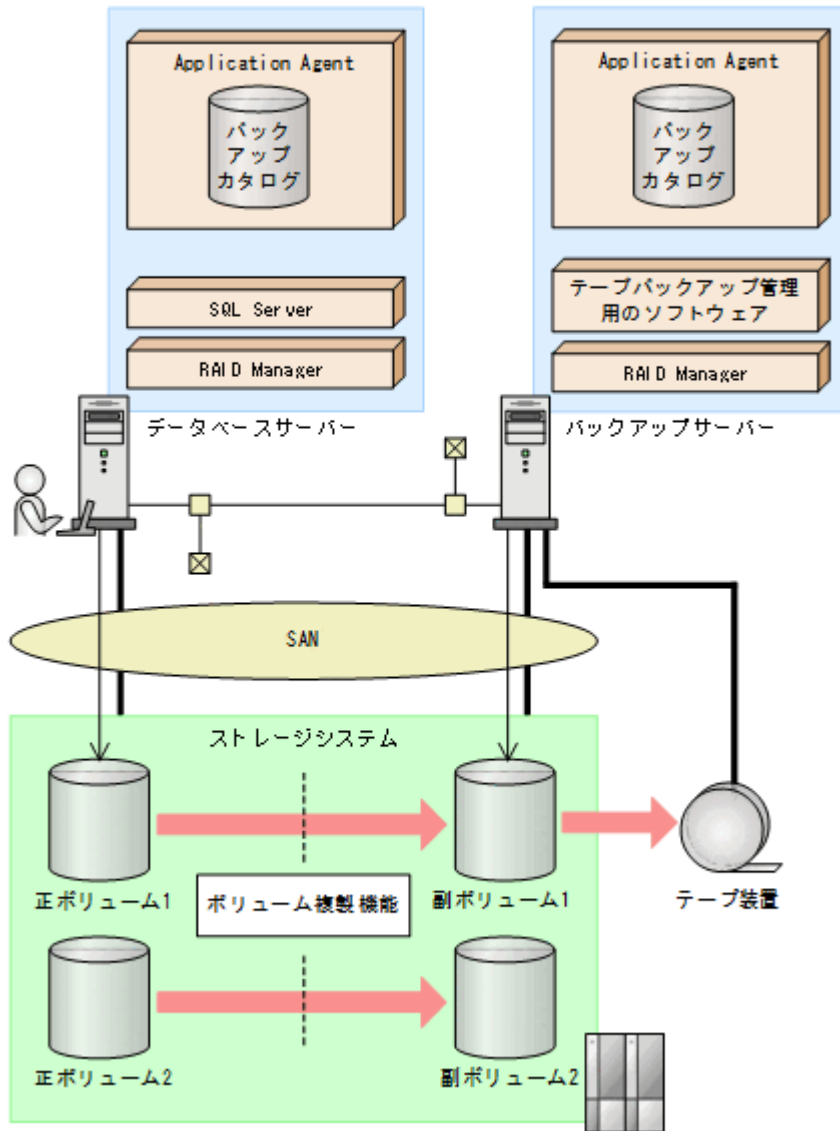 Application Agent
バック
アップ
カタログ
SQL Server
RAID Manager
データベースサーバー
Application Agent
バック
アップ
カタログ
テープバックアップ管理
用のソフトウェア
RAID Manager
バックアップサーバー
SAN
ストレージシステム
正ボリューム1
ボリューム複製機能
副ボリューム1
テープ装置
正ボリューム2
副ボリューム2